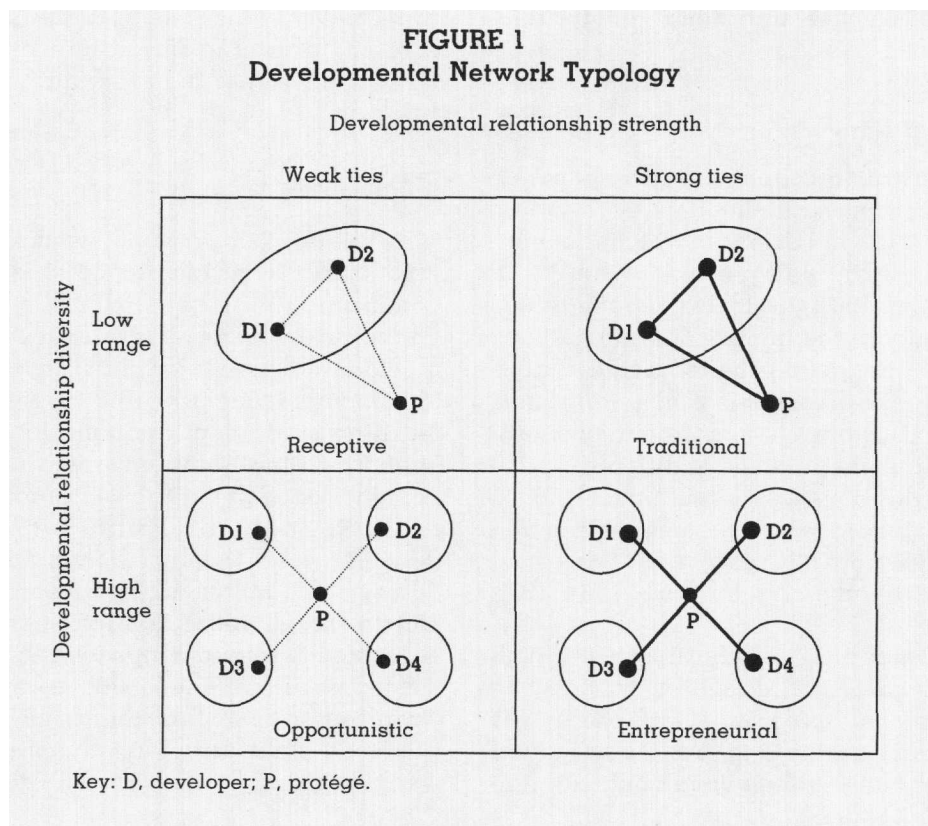 FIGURE 1
Developmental Network Typology
Developmental relationship strength
Weak ties
Strong ties
Developmental relationship diversity
Low
range
D2
D1
P
Receptive
D2
D1
P
Traditional
High
range
D1
D2
P
D3
D4
Opportunistic
D1
D2
P
D3
D4
Entrepreneurial
Key: D, developer; P, protégé.